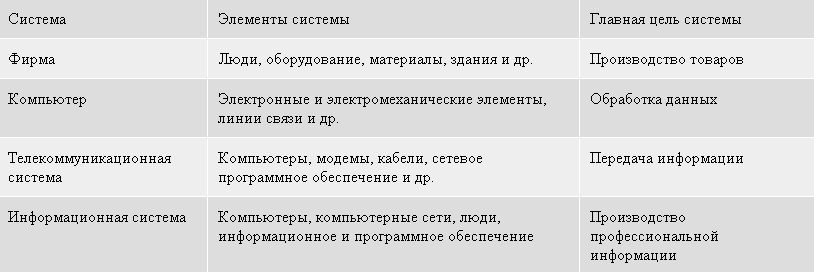 Система
Элементы системы
Главная цель системы
Фирма
Люди, оборудование, материалы, здания и др.
Производство товаров
Компьютер
Электронные и электромеханические элементы,
линии связи и др.
Обработка данных
Телекоммуникационная
система
Компьютеры, модемы, кабели, сетевое
программное обеспечение и др.
Передача информации
Информационная система
Компьютеры, компьютерные сети, люди,
информационное и программное обеспечение
Производство
профессиональной
информации